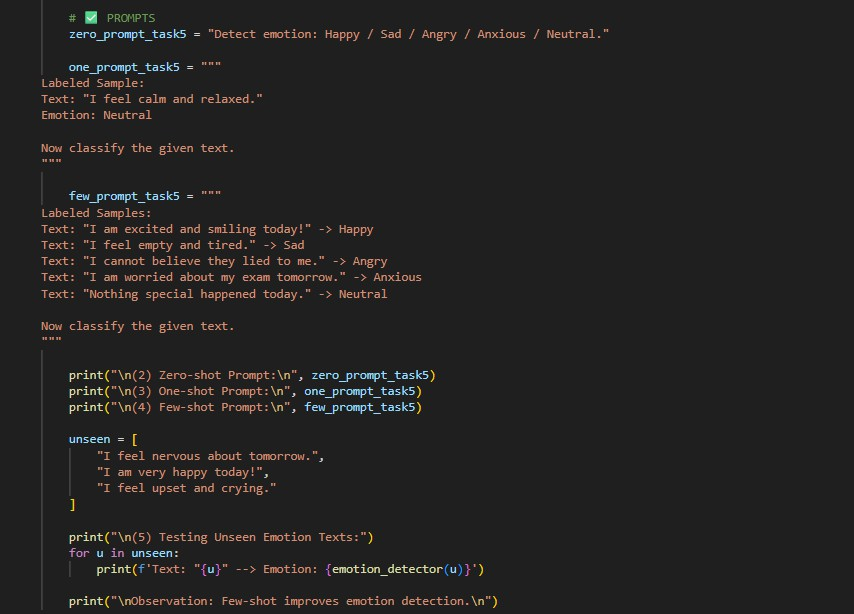 # ✅ PROMPTS
zero_prompt_task5 = "Detect emotion: Happy / Sad / Angry / Anxious / Neutral."
one_prompt_task5 = """
Labeled Sample:
Text: "I feel calm and relaxed."
Emotion: Neutral
Now classify the given text.
"""
few_prompt_task5 = """
Labeled Samples:
Text: "I am excited and smiling today!" -> Happy
Text: "I feel empty and tired." -> Sad
Text: "I cannot believe they lied to me." -> Angry
Text: "I am worried about my exam tomorrow." -> Anxious
Text: "Nothing special happened today." -> Neutral
Now classify the given text.
"""
print("\n(2) Zero-shot Prompt:\n", zero_prompt_task5)
print("\n(3) One-shot Prompt:\n", one_prompt_task5)
print("\n(4) Few-shot Prompt:\n", few_prompt_task5)
unseen = [
"I feel nervous about tomorrow.",
"I am very happy today!",
"I feel upset and crying."
]
print("\n(5) Testing Unseen Emotion Texts:")
for u in unseen:
print(f'Text: "{u}" --> Emotion: {emotion_detector(u)}')
print("\nObservation: Few-shot improves emotion detection.\n")